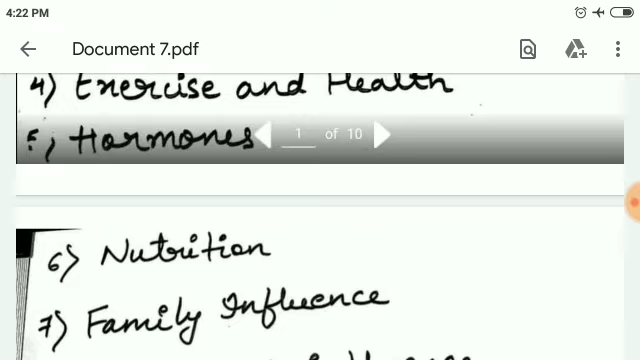 4:22 PM
Document 7.pdf
4) Exercise and Health
5) Hormones
1 of 10
6) Nutrition
7) Family Influence